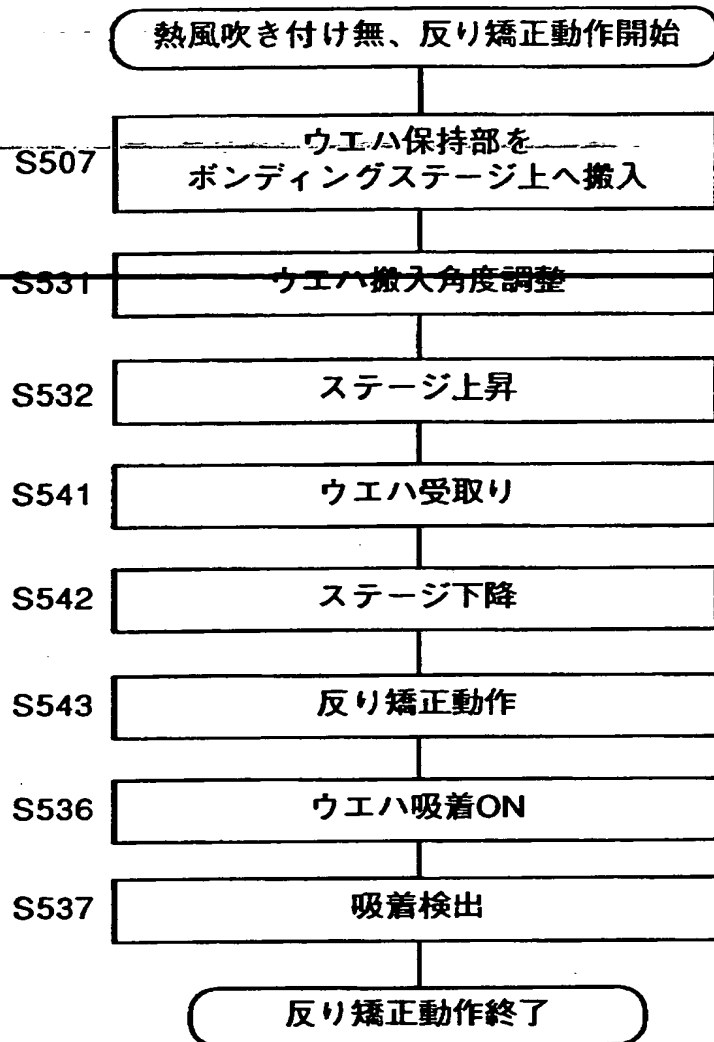 熱風吹き付け無、反り矯正動作開始
S507
ウエハ保持部を
ボンディングステージ上へ搬入
S531
ウエハ搬入角度調整
S532
ステージ上昇
S541
ウエハ受取り
S542
ステージ下降
S543
反り矯正動作
S536
ウエハ吸着ON
S537
吸着検出
反り矯正動作終了